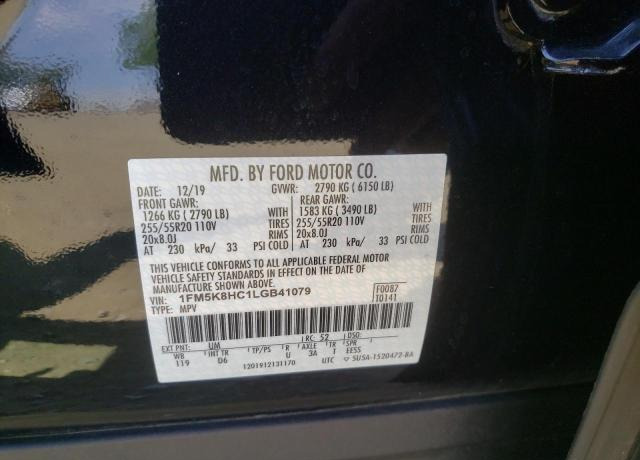 MFD. BY FORD MOTOR CO.
DATE: 12/19 GVWR: 2790 KG ( 6150 LB)
FRONT GAWR: REAR GAWR:
1266 KG ( 2790 LB) WITH 1583 KG ( 3490 LB) WITH
255/55R20 110V TIRES 255/55R20 110V TIRES
20x8.0J RIMS 20x8.0J RIMS
AT 230 kPa/ 33 PSI COLD AT 230 kPa/ 33 PSI COLD
THIS VEHICLE CONFORMS TO ALL APPLICABLE FEDERAL MOTOR
VEHICLE SAFETY STANDARDS IN EFFECT ON THE DATE OF
MANUFACTURE SHOWN ABOVE.
VIN: 1FM5K8HC1LGB41079 F0087
TYPE: MPV T0141
EXT PNT: UM RC: 52 DSO:
WB TR TP/PS R AXLE TR SPR
119 D6 U 3A T EESS
1201912131170 UTC 5USA-1520472-BA